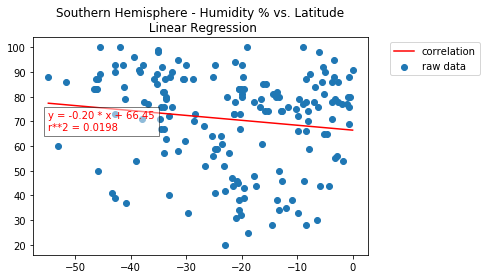 Southern Hemisphere - Humidity % vs. Latitude
Linear Regression
100
90
80
70
60
50
40
30
20
−50
−40
−30
−20
−10
0
y = -0.20 * x + 66.45
r**2 = 0.0198
correlation
raw data